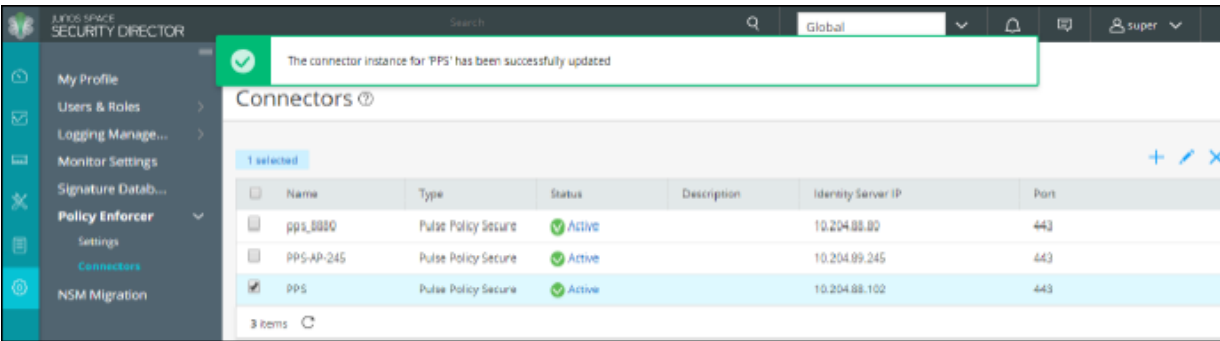 JUNOS SPACE
SECURITY DIRECTOR
Search
Global
super
The connector instance for 'PPS' has been successfully updated
My Profile
Users & Roles
Logging Manage...
Monitor Settings
Signature Datab...
Policy Enforcer
Settings
Connectors
NSM Migration
Connectors
1 selected
Name Type Status Description Identity Server IP Port
pps_8880 Pulse Policy Secure Active 10.204.88.80 443
PPS-AP-245 Pulse Policy Secure Active 10.204.89.245 443
PPS Pulse Policy Secure Active 10.204.88.102 443
3 items